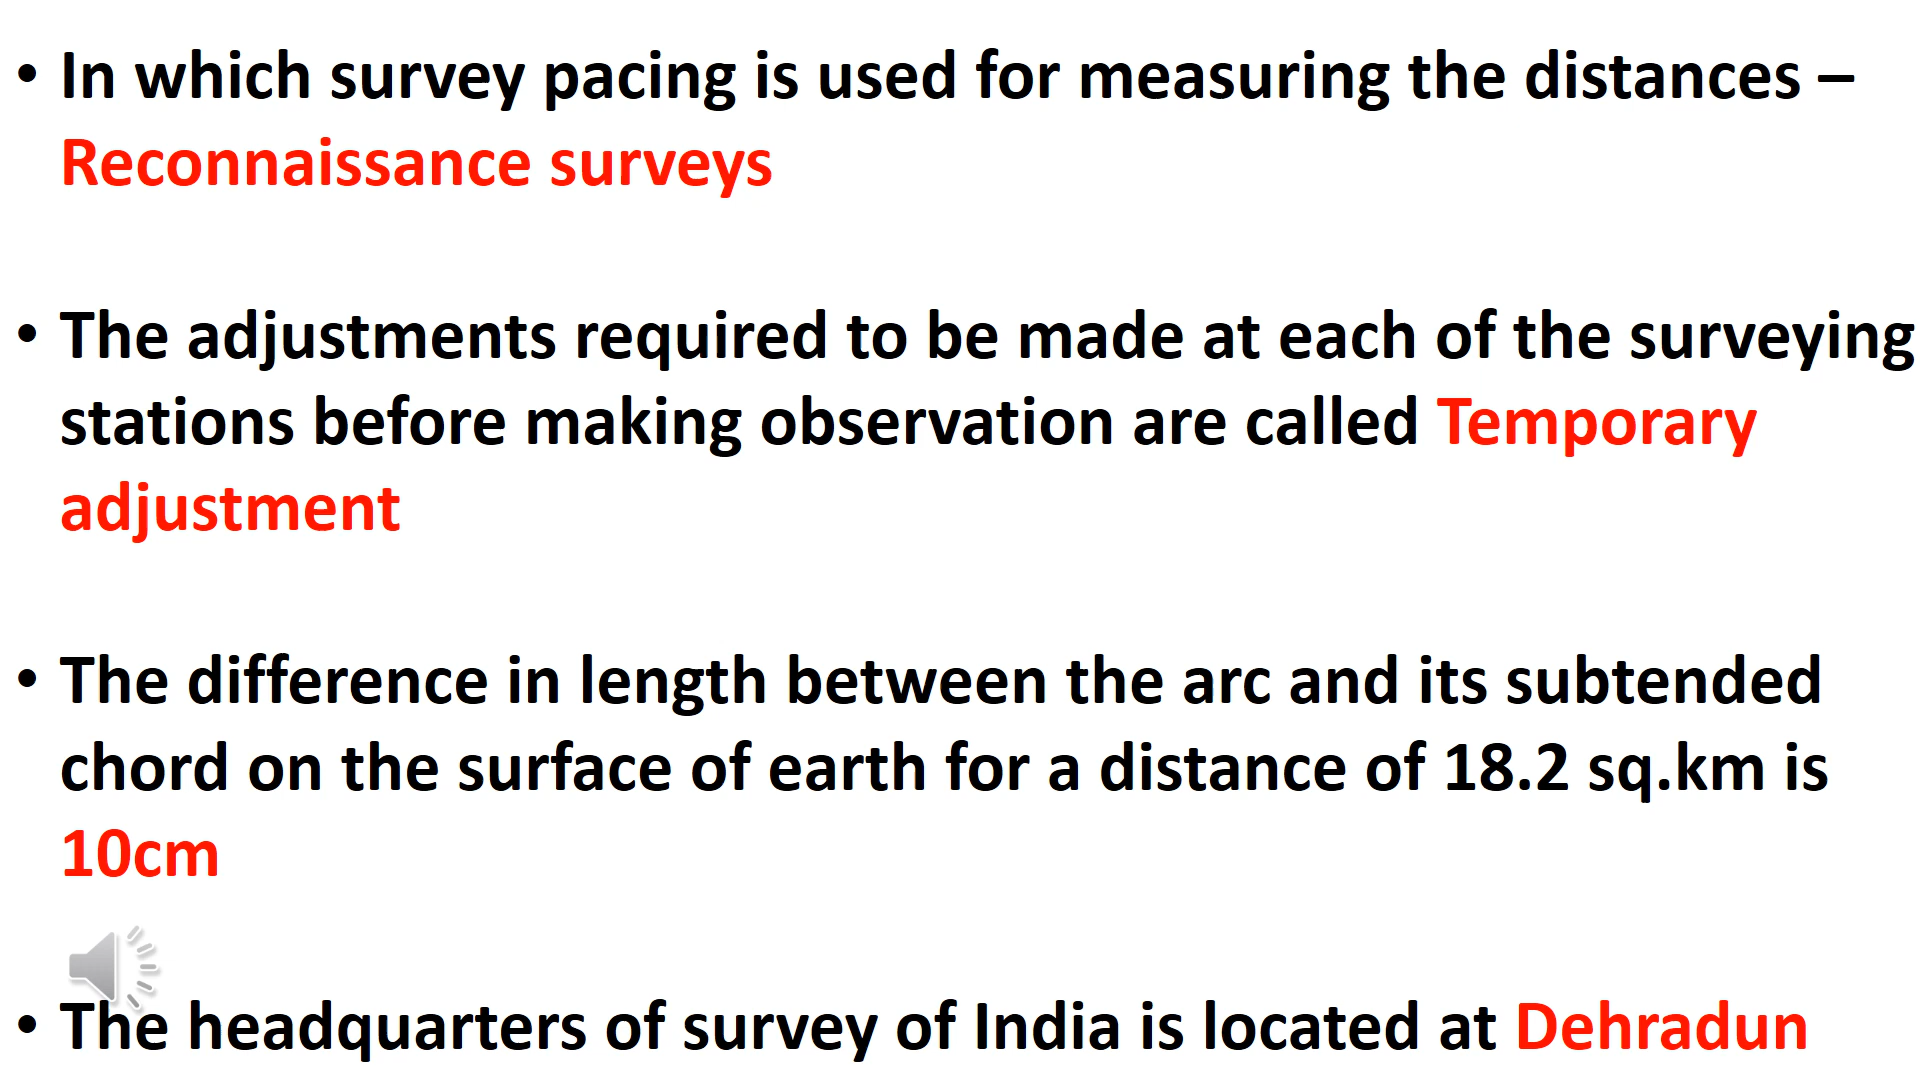 • In which survey pacing is used for measuring the distances –
Reconnaissance surveys
• The adjustments required to be made at each of the surveying
stations before making observation are called Temporary
adjustment
• The difference in length between the arc and its subtended
chord on the surface of earth for a distance of 18.2 sq.km is
10cm
• The headquarters of survey of India is located at Dehradun